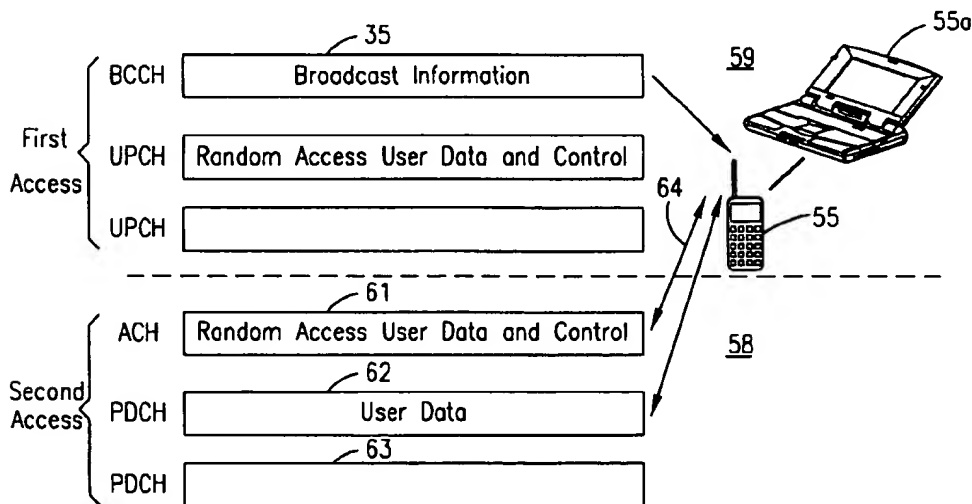 35
BCCH Broadcast Information
59
55a
First Access
UPCH Random Access User Data and Control
UPCH
64
55
61
ACH Random Access User Data and Control
58
Second Access
62
PDCH User Data
63
PDCH